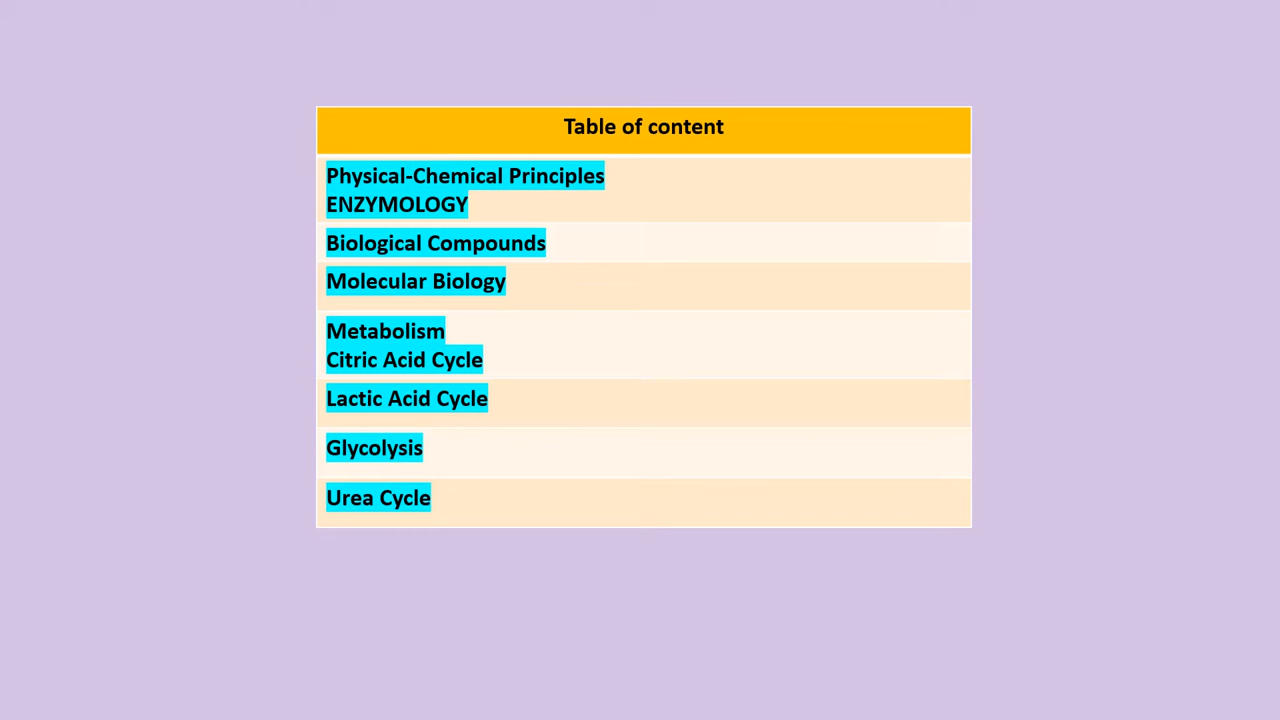 Table of content
Physical-Chemical Principles
ENZYMOLOGY
Biological Compounds
Molecular Biology
Metabolism
Citric Acid Cycle
Lactic Acid Cycle
Glycolysis
Urea Cycle